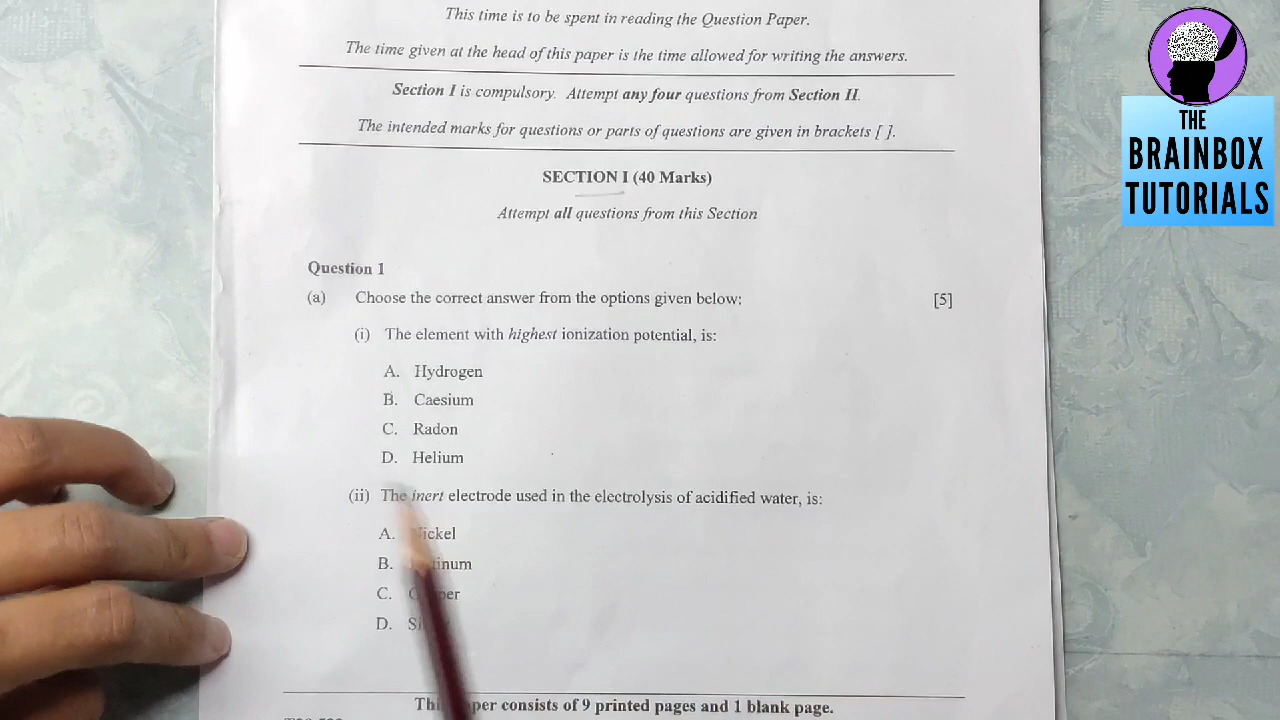 This time is to be spent in reading the Question Paper.
The time given at the head of this paper is the time allowed for writing the answers.
Section I is compulsory. Attempt any four questions from Section II.
The intended marks for questions or parts of questions are given in brackets [ ].
SECTION I (40 Marks)
Attempt all questions from this Section
Question 1
(a) Choose the correct answer from the options given below: [5]
(i) The element with highest ionization potential, is:
A. Hydrogen
B. Caesium
C. Radon
D. Helium
(ii) The inert electrode used in the electrolysis of acidified water, is:
A. Nickel
B. Platinum
C. Copper
D.
This paper consists of 9 printed pages and 1 blank page.
THE
BRAINBOX
TUTORIALS